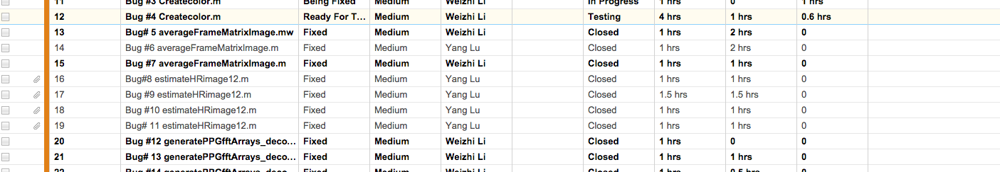 11 Bug #3 Createcolor.m Being Fixed Medium Weizhi Li In Progress 1 hrs 0 1 hrs
12 Bug #4 Createcolor.m Ready For T... Medium Weizhi Li Testing 4 hrs 1 hrs 0.6 hrs
13 Bug# 5 averageFrameMatrixImage.mw Fixed Medium Weizhi Li Closed 1 hrs 2 hrs 0
14 Bug #6 averageFrameMatrixImage.m Fixed Medium Yang Lu Closed 1 hrs 2 hrs 0
15 Bug #7 averageFrameMatrixImage.m Fixed Medium Weizhi Li Closed 1 hrs 1 hrs 0
16 Bug#8 estimateHRimage12.m Fixed Medium Yang Lu Closed 1 hrs 1 hrs 0
17 Bug #9 estimateHRimage12.m Fixed Medium Yang Lu Closed 1.5 hrs 1.5 hrs 0
18 Bug #10 estimateHRimage12.m Fixed Medium Yang Lu Closed 1 hrs 1 hrs 0
19 Bug# 11 estimateHRimage12.m Fixed Medium Yang Lu Closed 1 hrs 1 hrs 0
20 Bug #12 generatePPGfftArrays_deco... Fixed Medium Weizhi Li Closed 1 hrs 0 0
21 Bug# 13 generatePPGfftArrays_deco... Fixed Medium Weizhi Li Closed 1 hrs 1 hrs 0
22 Bug #14 generatePPGfftArrays_deco... Fixed Medium Weizhi Li Closed 1 hrs 0.5 hrs 0